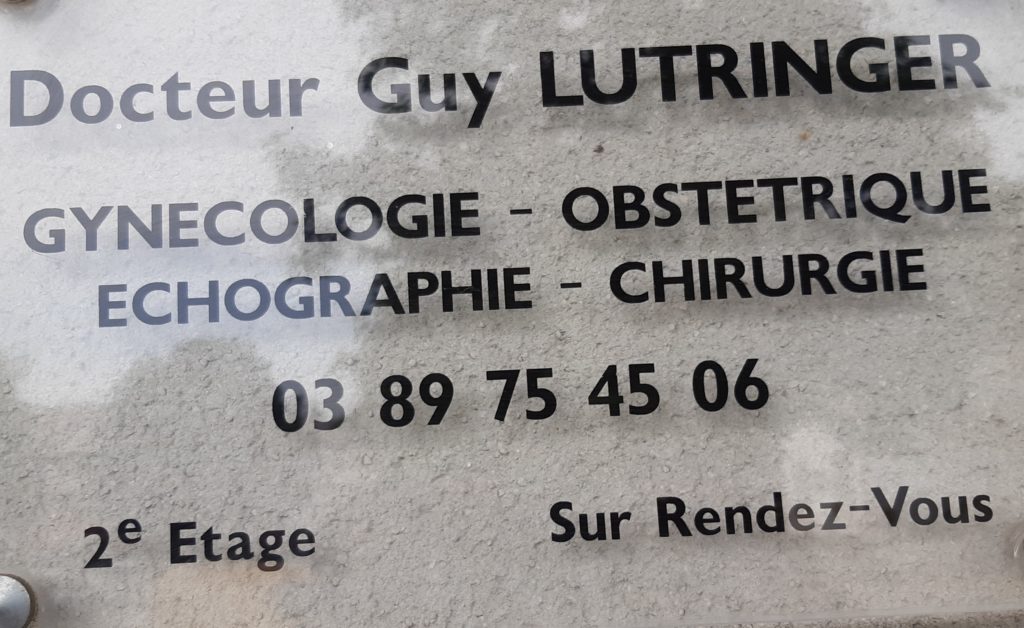 Docteur Guy LUTRINGER
GYNECOLOGIE - OBSTETRIQUE
ECHOGRAPHIE - CHIRURGIE
03 89 75 45 06
2e Etage Sur Rendez-Vous